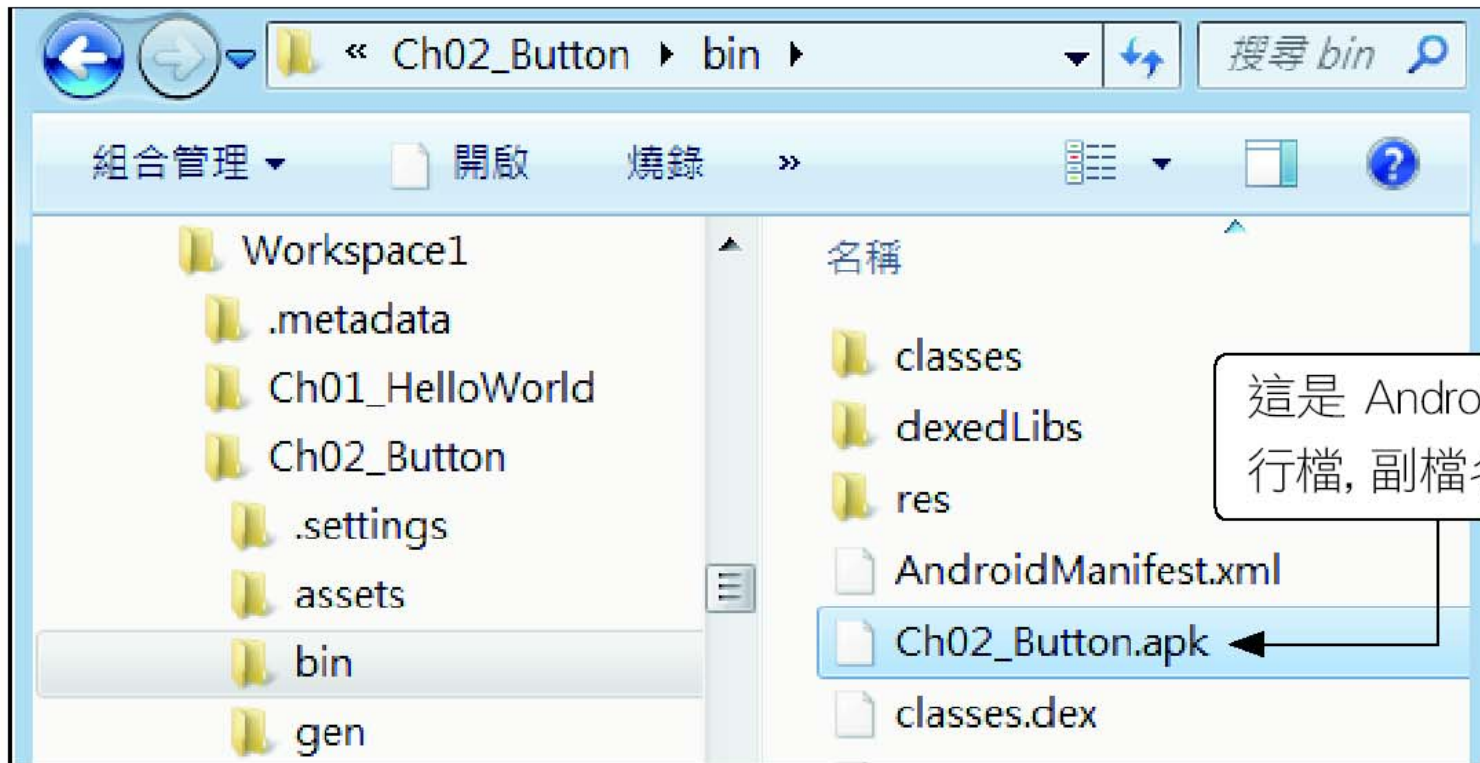 « Ch02_Button bin
搜尋 bin
組合管理 開啟 燒錄 »
Workspace1
.metadata
Ch01_HelloWorld
Ch02_Button
.settings
assets
bin
gen
名稱
classes
dexedLibs
res
AndroidManifest.xml
Ch02_Button.apk
classes.dex
這是 Andro
行檔, 副檔